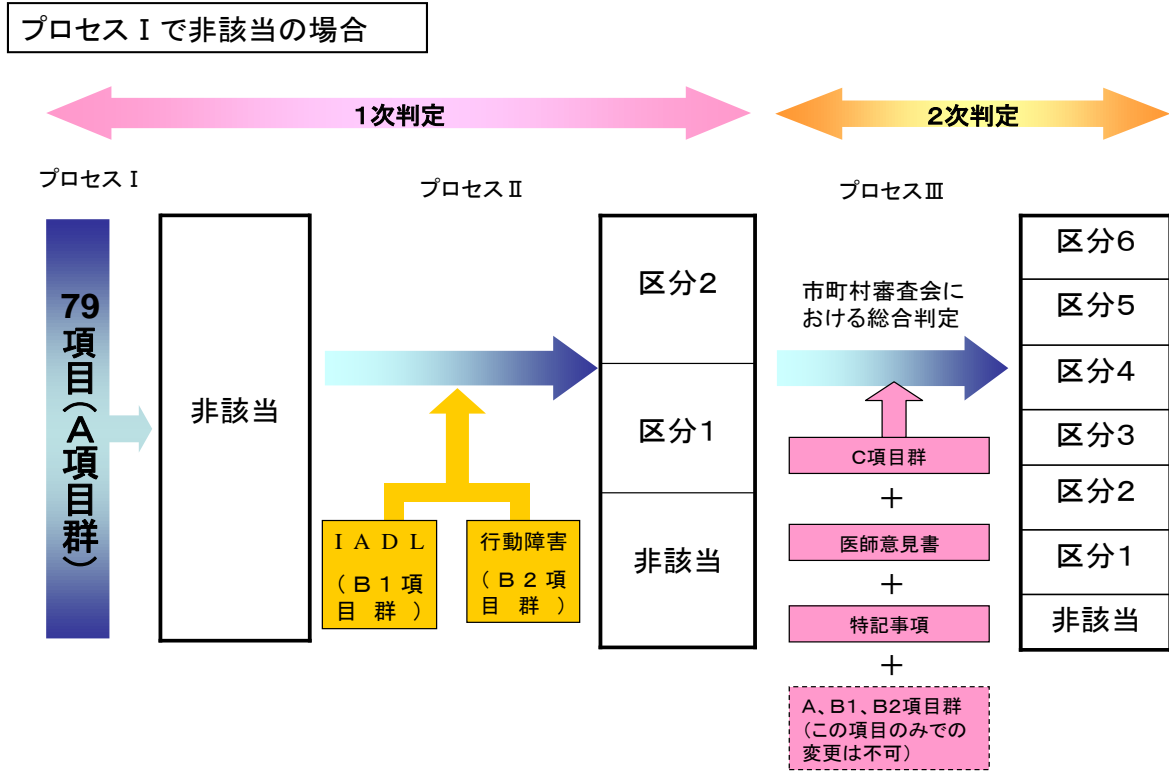 プロセスⅠで非該当の場合
1次判定
2次判定
プロセスⅠ
プロセスⅡ
プロセスⅢ
79
項目(A項目群)
非該当
IADL
(B1項
目群)
行動障害
(B2項
目群)
区分2
区分1
非該当
市町村審査会に
おける総合判定
C項目群
+
医師意見書
+
特記事項
+
A、B1、B2項目群
(この項目のみでの
変更は不可)
区分6
区分5
区分4
区分3
区分2
区分1
非該当